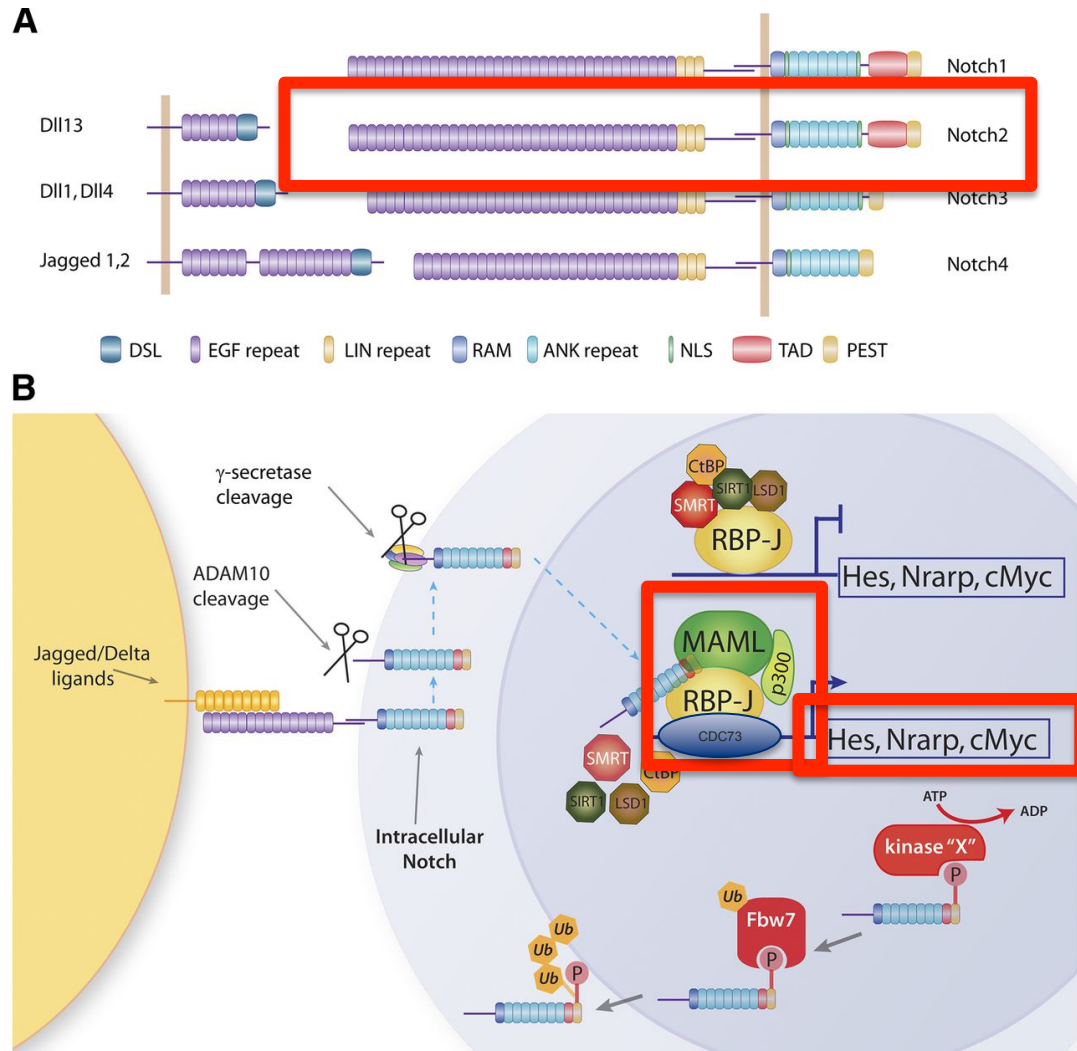 A
Notch1
Dll13
Notch2
Dll1, Dll4
Notch3
Jagged 1,2
Notch4
DSL
EGF repeat
LIN repeat
RAM
ANK repeat
NLS
TAD
PEST
B
γ-secretase
cleavage
ADAM10
cleavage
Jagged/Delta
ligands
Intracellular
Notch
CtBP
SMRT
SIRT1
LSD1
RBP-J
Hes, Nrarp, cMyc
MAML
p300
RBP-J
CDC73
Hes, Nrarp, cMyc
SMRT
CtBP
SIRT1
LSD1
ATP
ADP
kinase "X"
P
Ub
Fbw7
P
Ub
Ub
Ub
P